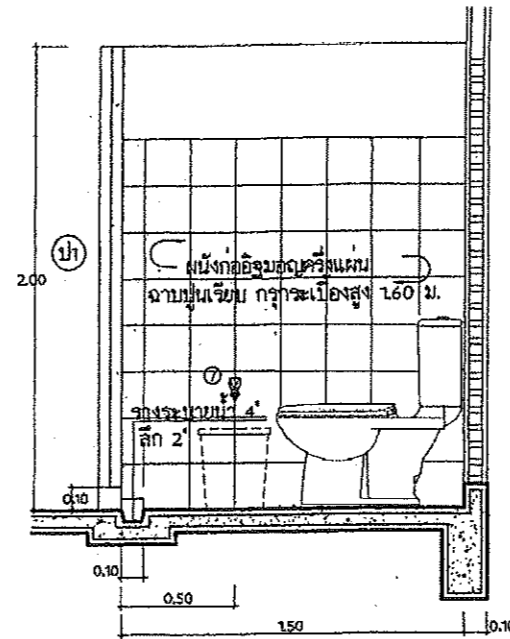 2.00
ป1
ผนังก่ออิฐมอญครึ่งแผ่น
ฉาบปูนเรียบ กรุกระเบื้องสูง 1.60 ม.
7
รางระบายน้ำ 4"
ลึก 2"
0.10
0.10
0.50
1.50
0.10